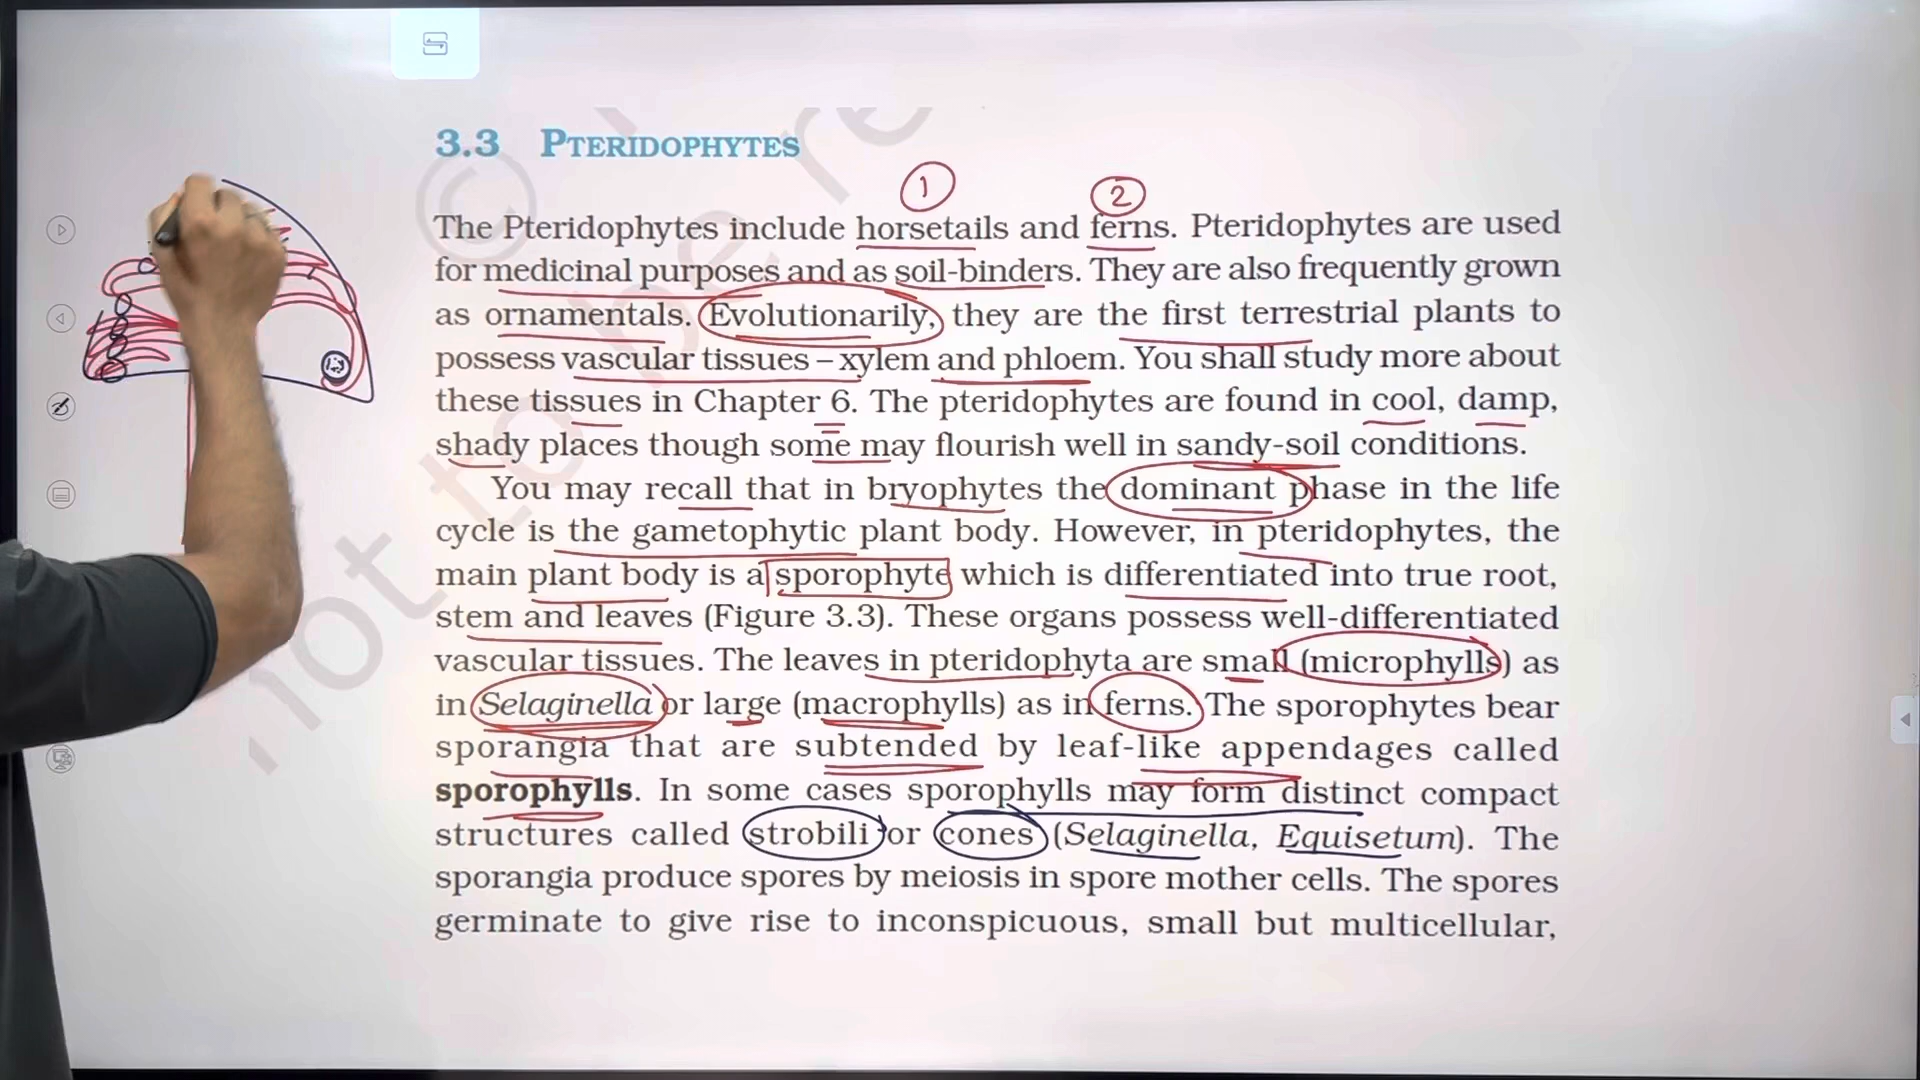 3.3 PTERIDOPHYTES
1 2
The Pteridophytes include horsetails and ferns. Pteridophytes are used
for medicinal purposes and as soil-binders. They are also frequently grown
as ornamentals. Evolutionarily, they are the first terrestrial plants to
possess vascular tissues – xylem and phloem. You shall study more about
these tissues in Chapter 6. The pteridophytes are found in cool, damp,
shady places though some may flourish well in sandy-soil conditions.
You may recall that in bryophytes the dominant phase in the life
cycle is the gametophytic plant body. However, in pteridophytes, the
main plant body is a sporophyte which is differentiated into true root,
stem and leaves (Figure 3.3). These organs possess well-differentiated
vascular tissues. The leaves in pteridophyta are small (microphylls) as
in Selaginella or large (macrophylls) as in ferns. The sporophytes bear
sporangia that are subtended by leaf-like appendages called
sporophylls. In some cases sporophylls may form distinct compact
structures called strobili or cones (Selaginella, Equisetum). The
sporangia produce spores by meiosis in spore mother cells. The spores
germinate to give rise to inconspicuous, small but multicellular,
© not to be re